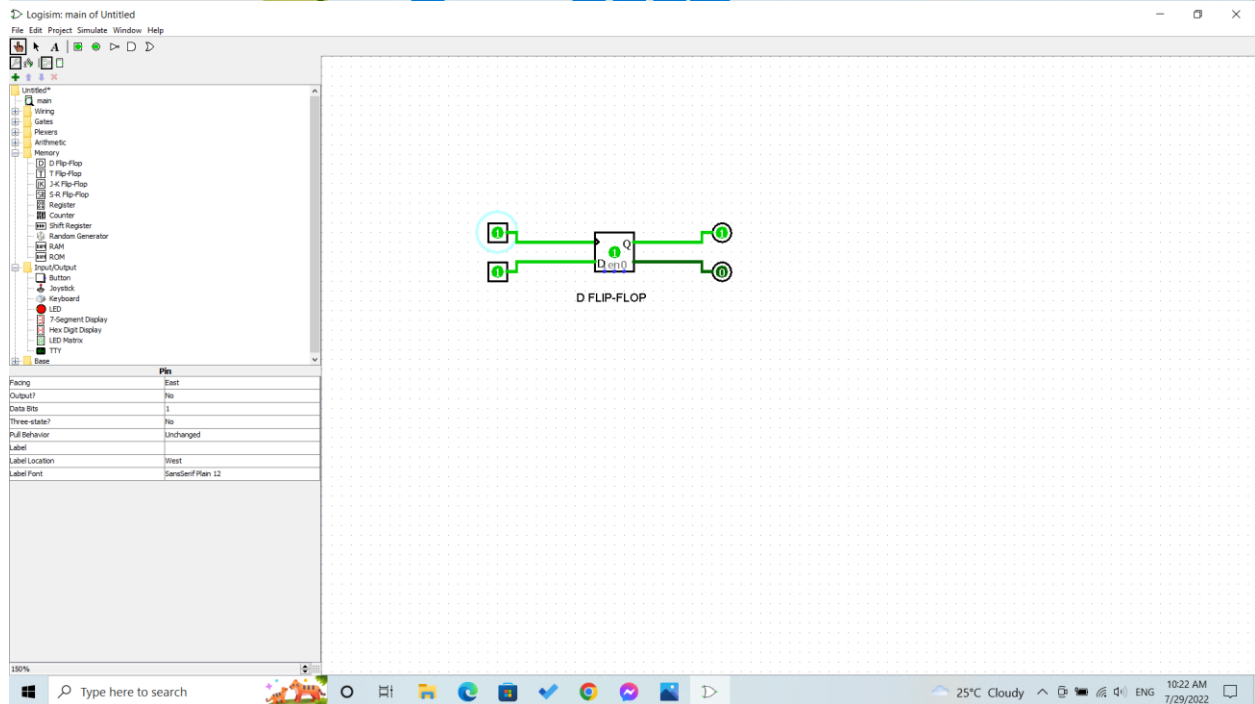 Logisim: main of Untitled
File Edit Project Simulate Window Help
A
Untitled*
main
Wiring
Gates
Plexers
Arithmetic
Memory
D Flip-Flop
T Flip-Flop
J-K Flip-Flop
S-R Flip-Flop
Register
Counter
Shift Register
Random Generator
RAM
ROM
Input/Output
Button
Joystick
Keyboard
LED
7-Segment Display
Hex Digit Display
LED Matrix
TTY
Base
Pin
Facing East
Output? No
Data Bits 1
Three-state? No
Pull Behavior Unchanged
Label
Label Location West
Label Font SansSerif Plain 12
150%
1 Q 1
1
1 D en 0 0
D FLIP-FLOP
Type here to search
25°C Cloudy ENG 10:22 AM
7/29/2022